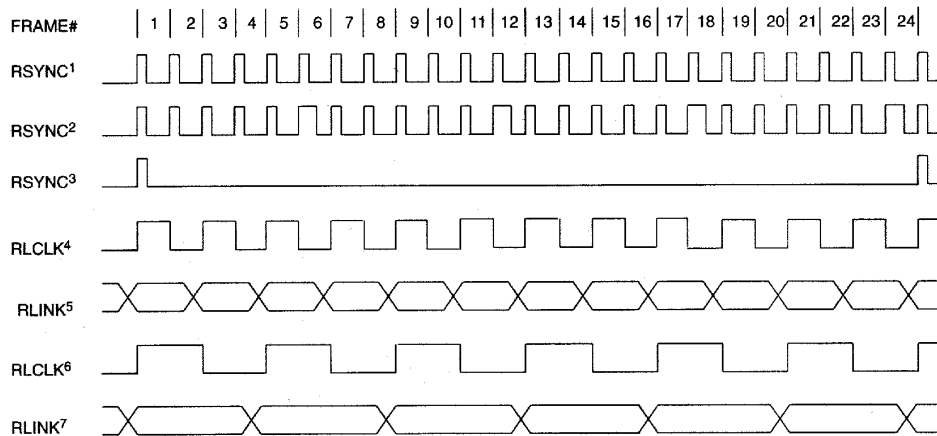 FRAME# 1 2 3 4 5 6 7 8 9 10 11 12 13 14 15 16 17 18 19 20 21 22 23 24
RSYNC¹
RSYNC²
RSYNC³
RLCLK⁴
RLINK⁵
RLCLK⁶
RLINK⁷